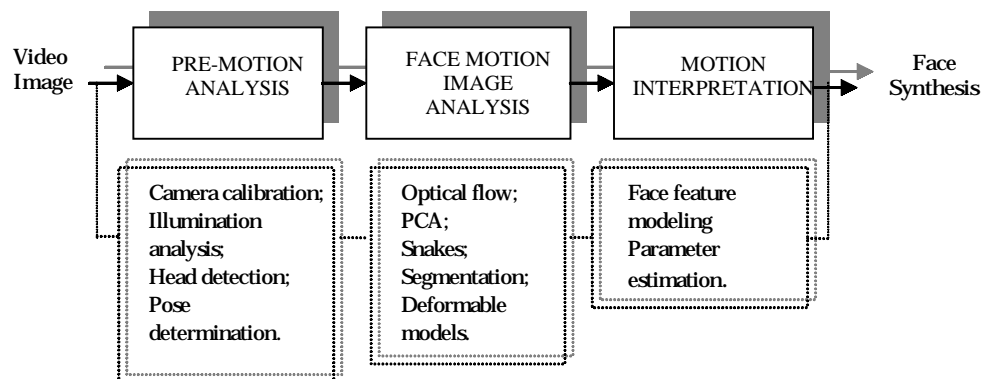 Video
Image
PRE-MOTION
ANALYSIS
FACE MOTION
IMAGE
ANALYSIS
MOTION
INTERPRETATION
Face
Synthesis
Camera calibration;
Illumination
analysis;
Head detection;
Pose
determination.
Optical flow;
PCA;
Snakes;
Segmentation;
Deformable
models.
Face feature
modeling
Parameter
estimation.